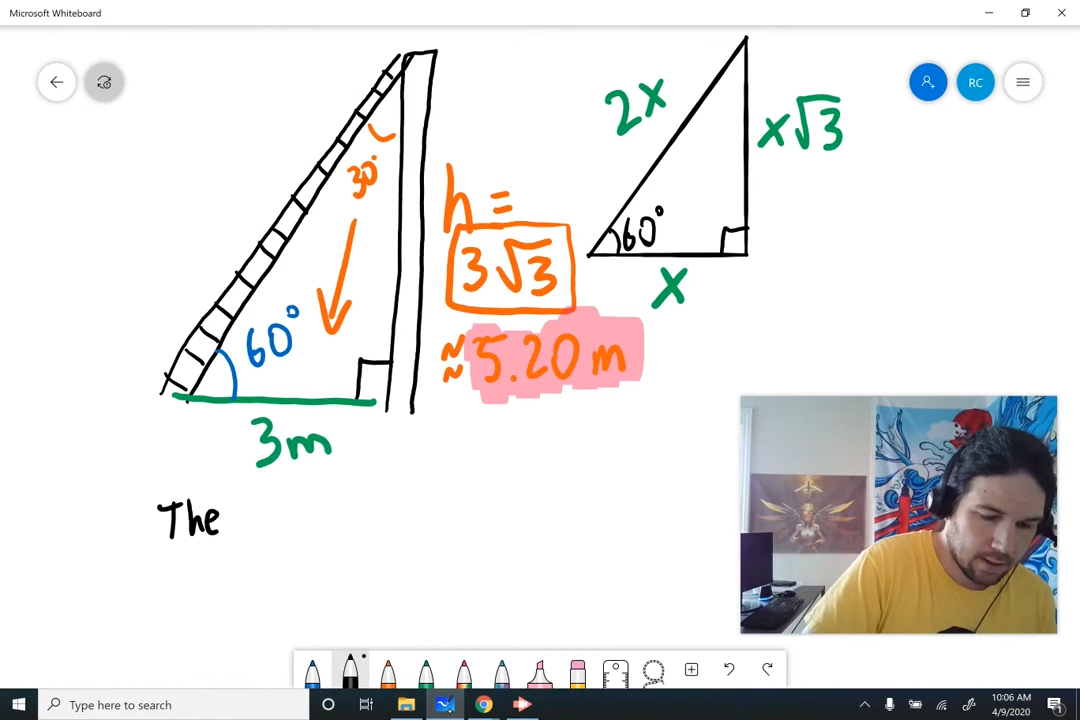 Microsoft Whiteboard
RC
2x
x√3
30°
h =
3√3
60°
60°
x
≈ 5.20 m
3m
The
Type here to search
10:06 AM
4/9/2020
1